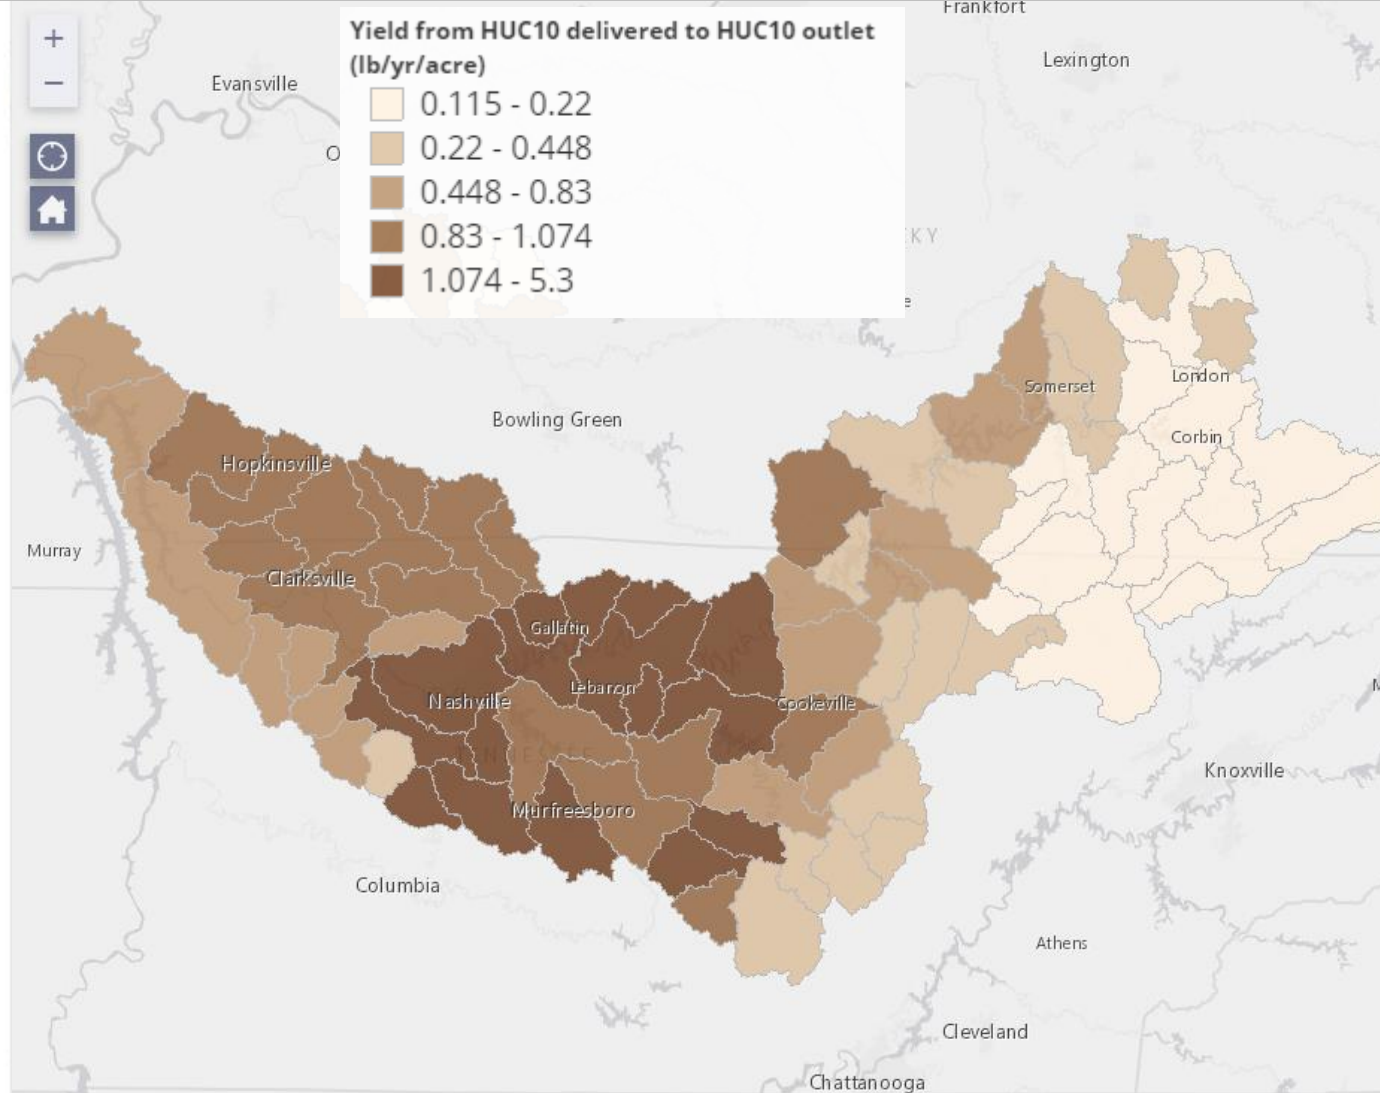 Frankfort
+
Yield from HUC10 delivered to HUC10 outlet
(lb/yr/acre)
Lexington
−
Evansville
0.115 - 0.22
O
0.22 - 0.448
0.448 - 0.83
0.83 - 1.074
KY
1.074 - 5.3
e
London
Somerset
Bowling Green
Corbin
Hopkinsville
Murray
Clarksville
Gallatin
Lebanon
Nashville
Cookeville
M
TENNESSEE
Knoxville
Murfreesboro
Columbia
Athens
Cleveland
Chattanooga